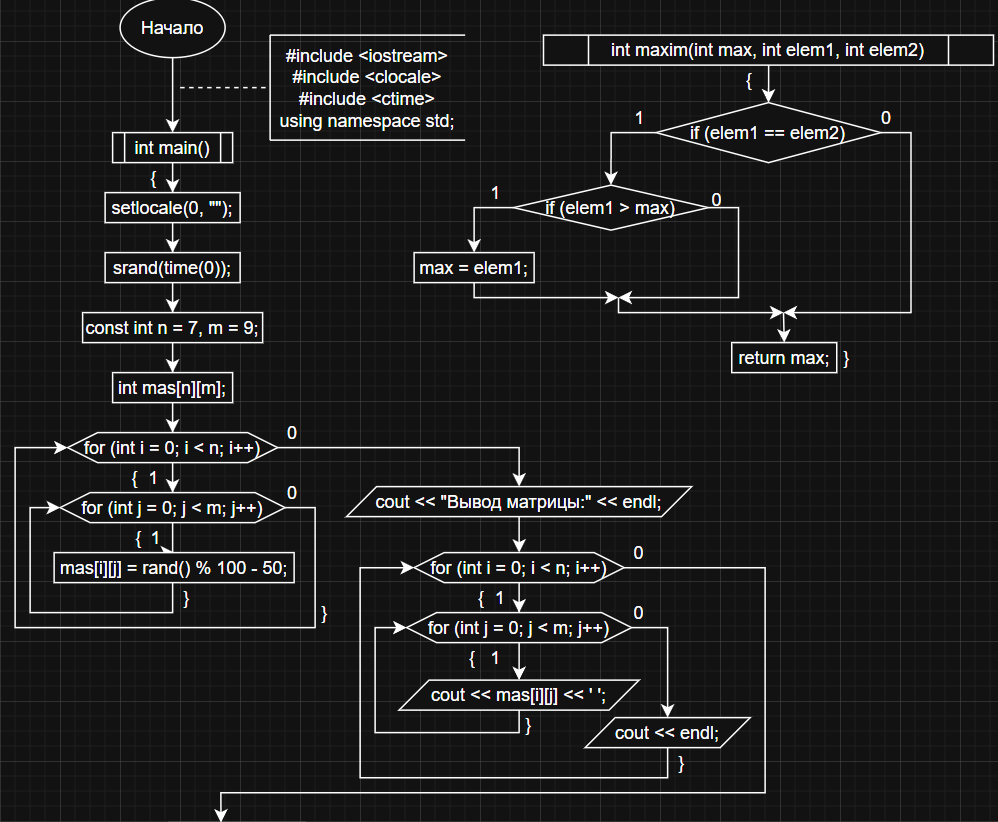 Начало
#include <iostream>
#include <clocale>
#include <ctime>
using namespace std;
int main()
{
setlocale(0, "");
srand(time(0));
const int n = 7, m = 9;
int mas[n][m];
for (int i = 0; i < n; i++)
0
{ 1
for (int j = 0; j < m; j++)
0
{ 1
mas[i][j] = rand() % 100 - 50;
}
}
cout << "Вывод матрицы:" << endl;
for (int i = 0; i < n; i++)
0
{ 1
for (int j = 0; j < m; j++)
0
{ 1
cout << mas[i][j] << ' ';
}
cout << endl;
}
int maxim(int max, int elem1, int elem2)
{
1
if (elem1 == elem2)
0
1
if (elem1 > max)
0
max = elem1;
return max;
}